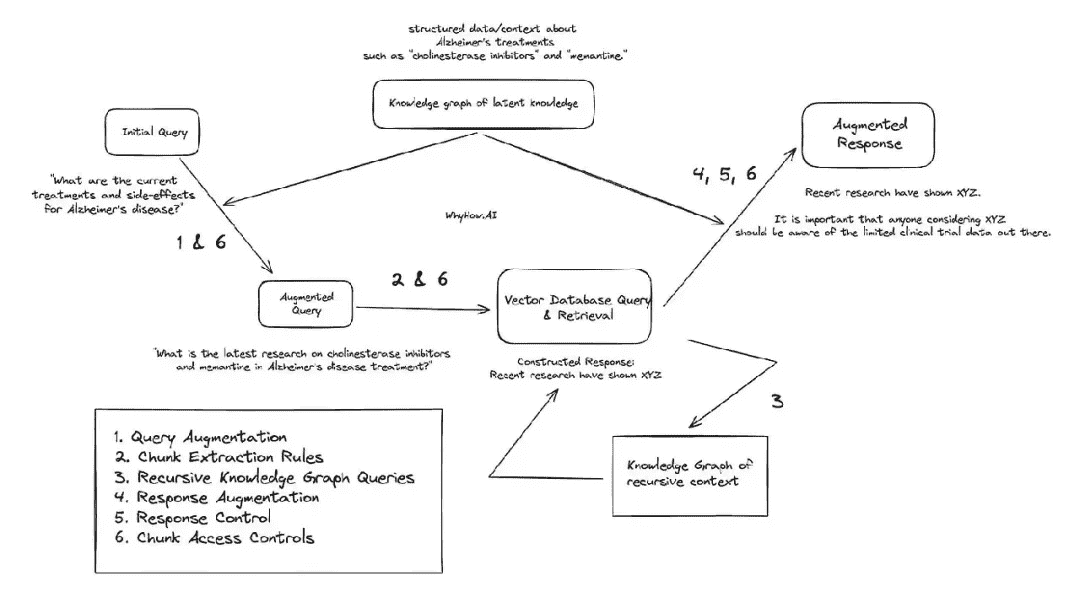 structured data/context about
Alzheimer's treatments
such as "cholinesterase inhibitors" and "memantine."
Knowledge graph of latent knowledge
Initial Query
Augmented
Response
"What are the current
treatments and side-effects
for Alzheimer's disease?"
4, 5, 6
Recent research have shown XYZ.
WhyHow.AI
It is important that anyone considering XYZ
should be aware of the limited clinical trial data out there.
1 & 6
2 & 6
Augmented
Query
Vector Database Query
& Retrieval
"What is the latest research on cholinesterase inhibitors
and memantine in Alzheimer's disease treatment?"
Constructed Response:
Recent research have shown XYZ
3
1. Query Augmentation
2. Chunk Extraction Rules
3. Recursive Knowledge Graph Queries
4. Response Augmentation
5. Response Control
6. Chunk Access Controls
Knowledge Graph of
recursive context